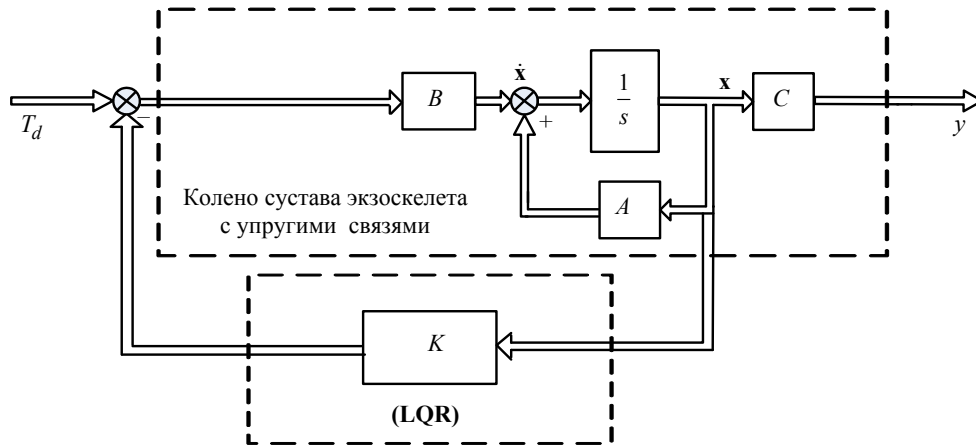 ẋ
x
B
1
s
C
T_d
−
+
y
A
Колено сустава экзоскелета
с упругими связями
K
(LQR)